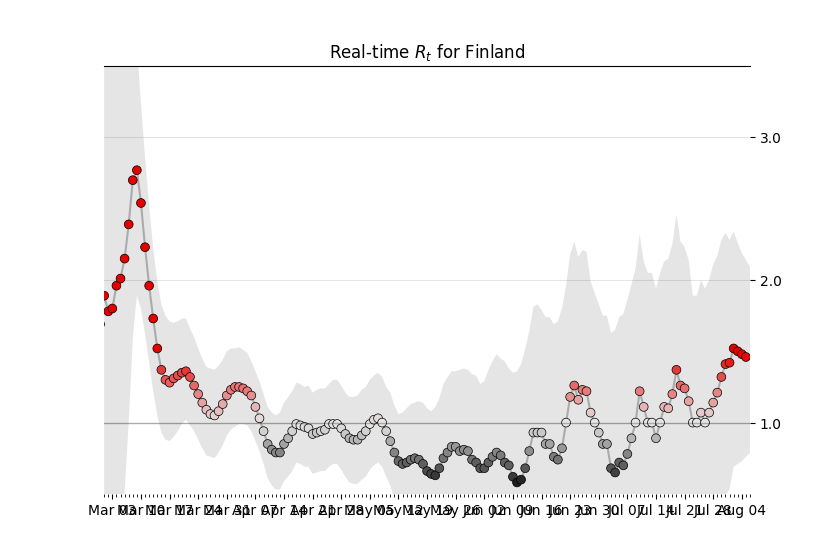 Real-time Rt for Finland
3.0
2.0
1.0
Mar 03 Mar 10 Mar 17 Mar 24 Mar 31 Apr 07 Apr 14 Apr 21 Apr 28 May 05 May 12 May 19 May 26 Jun 02 Jun 09 Jun 16 Jun 23 Jun 30 Jul 07 Jul 14 Jul 21 Jul 28 Aug 04